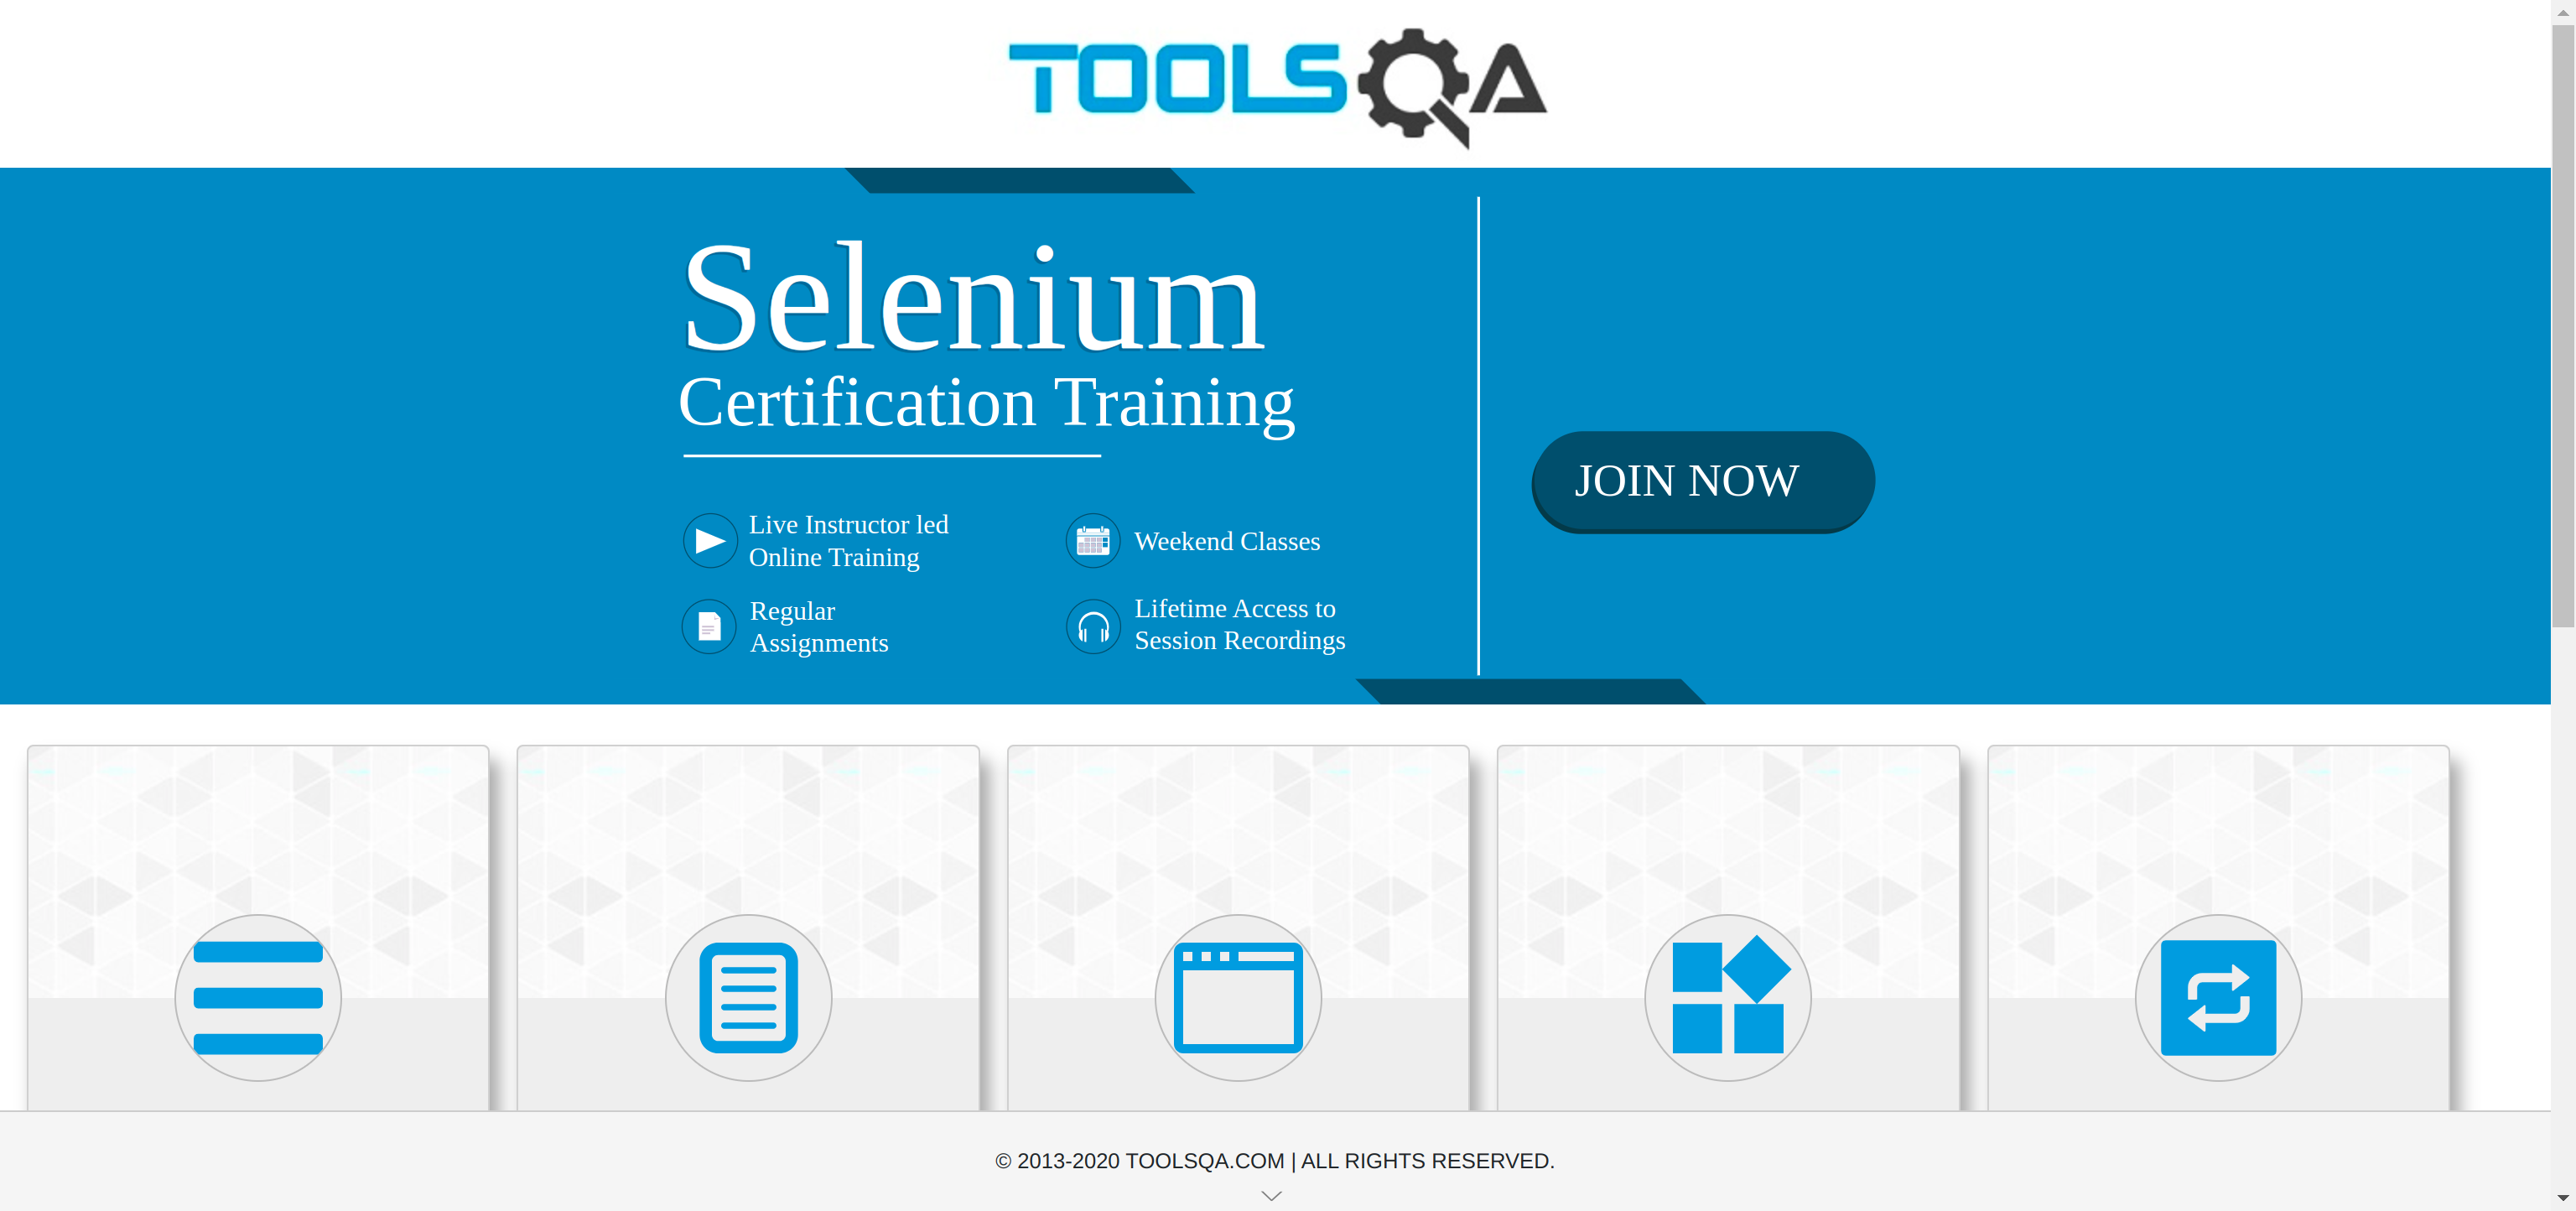 TOOLSQA
Selenium
Certification Training
Live Instructor led
Online Training
Weekend Classes
Regular
Assignments
Lifetime Access to
Session Recordings
JOIN NOW
© 2013-2020 TOOLSQA.COM | ALL RIGHTS RESERVED.